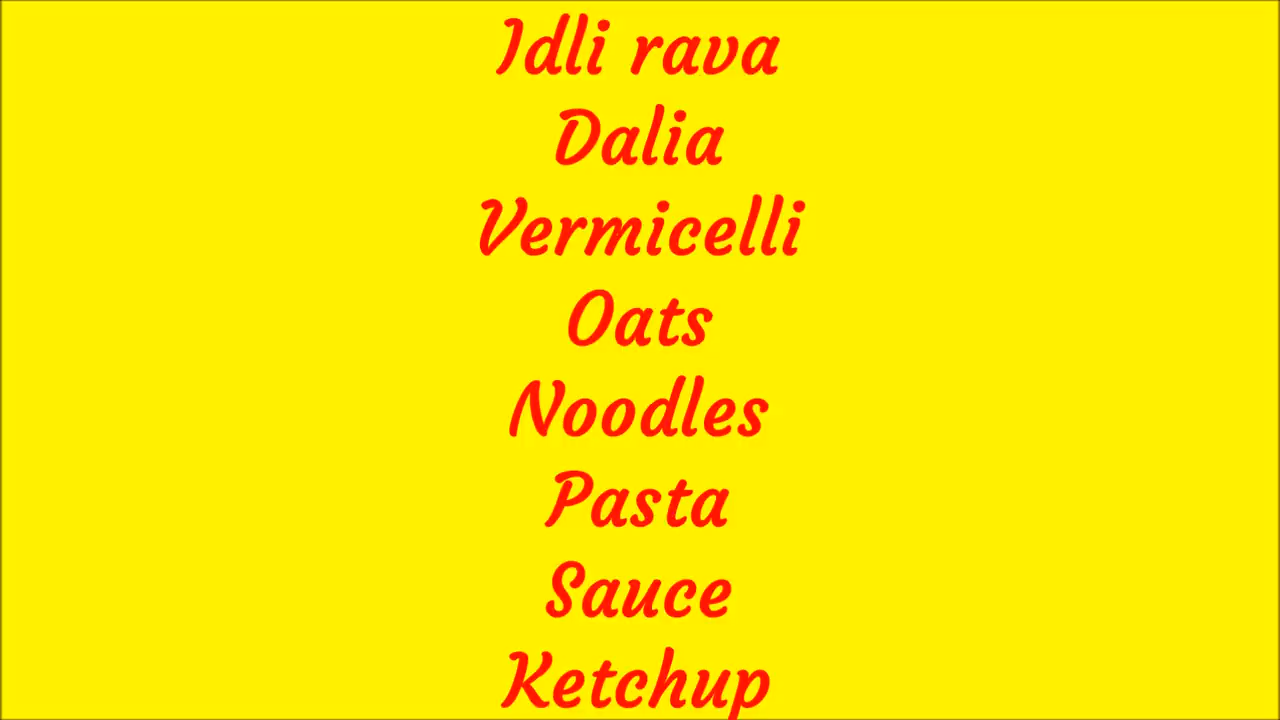 Idli rava
Dalia
Vermicelli
Oats
Noodles
Pasta
Sauce
Ketchup